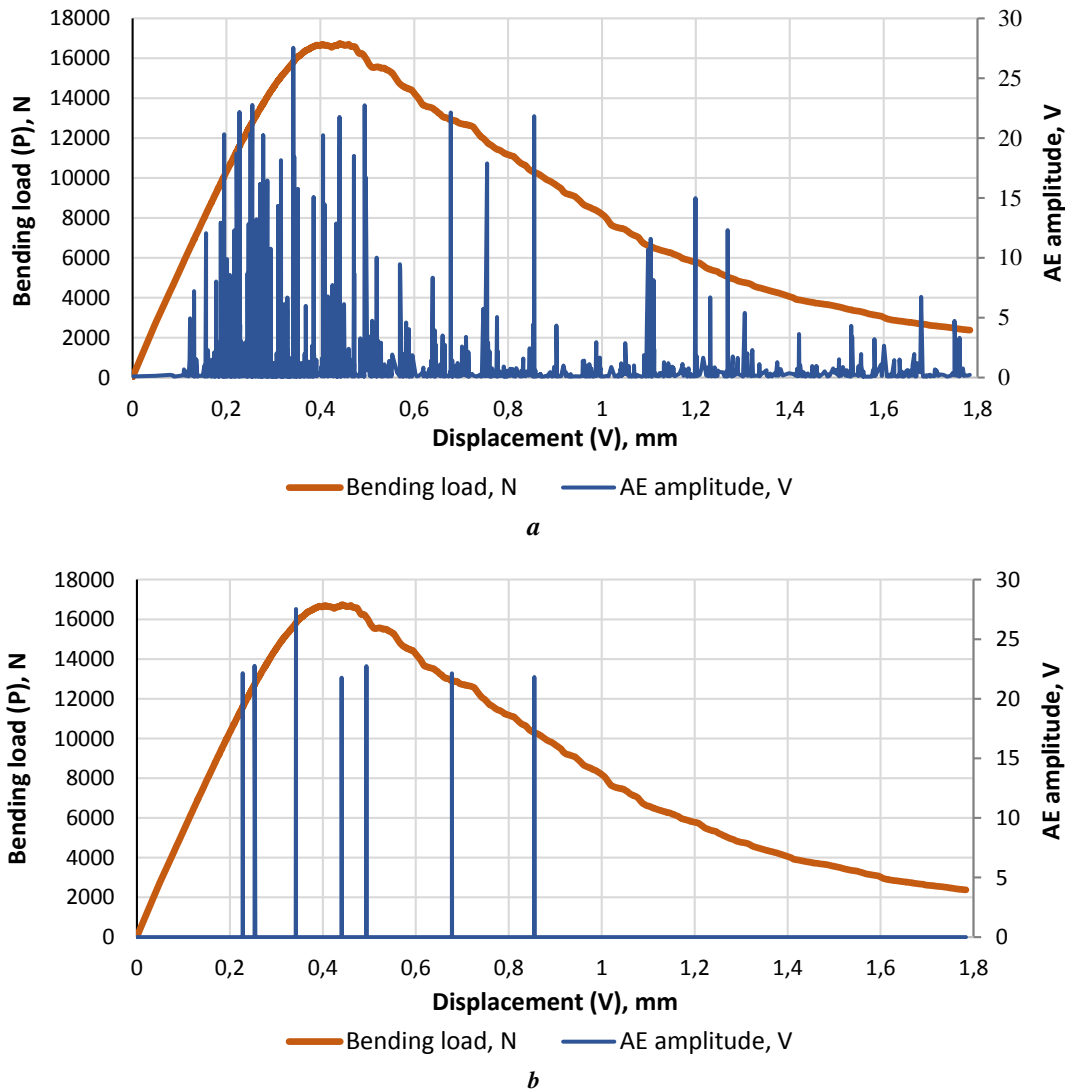 18000
16000
14000
12000
10000
8000
6000
4000
2000
0
Bending load (P), N
30
25
20
15
10
5
0
AE amplitude, V
0 0,2 0,4 0,6 0,8 1 1,2 1,4 1,6 1,8
Displacement (V), mm
Bending load, N AE amplitude, V
a
18000
16000
14000
12000
10000
8000
6000
4000
2000
0
Bending load (P), N
30
25
20
15
10
5
0
AE amplitude, V
0 0,2 0,4 0,6 0,8 1 1,2 1,4 1,6 1,8
Displacement (V), mm
Bending load, N AE amplitude, V
b